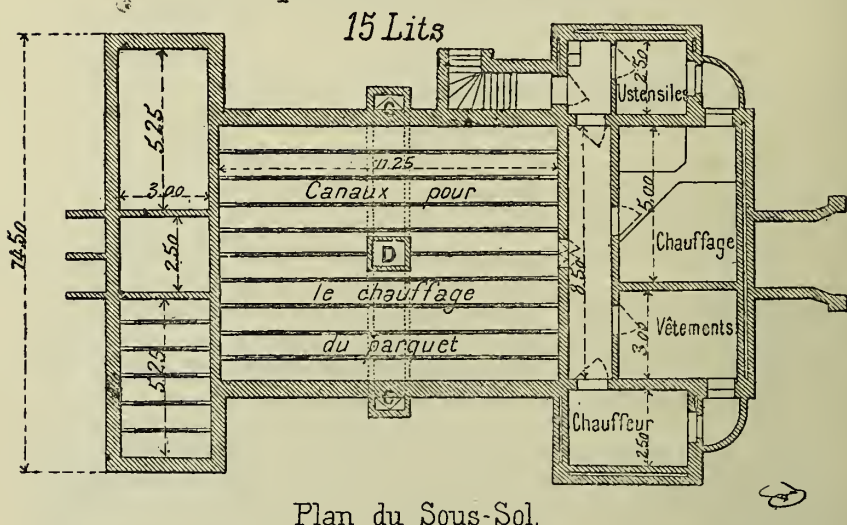 15 Lits
Ustensiles
2.50
C
5.25
11.25
3.00
Canaux pour
5.00
14.50
2.50
D
8.50
Chauffage
le chauffage
5.25
du parquet
3.00
Vêtements
C
Chauffeur
2.50
Plan du Sous-Sol.